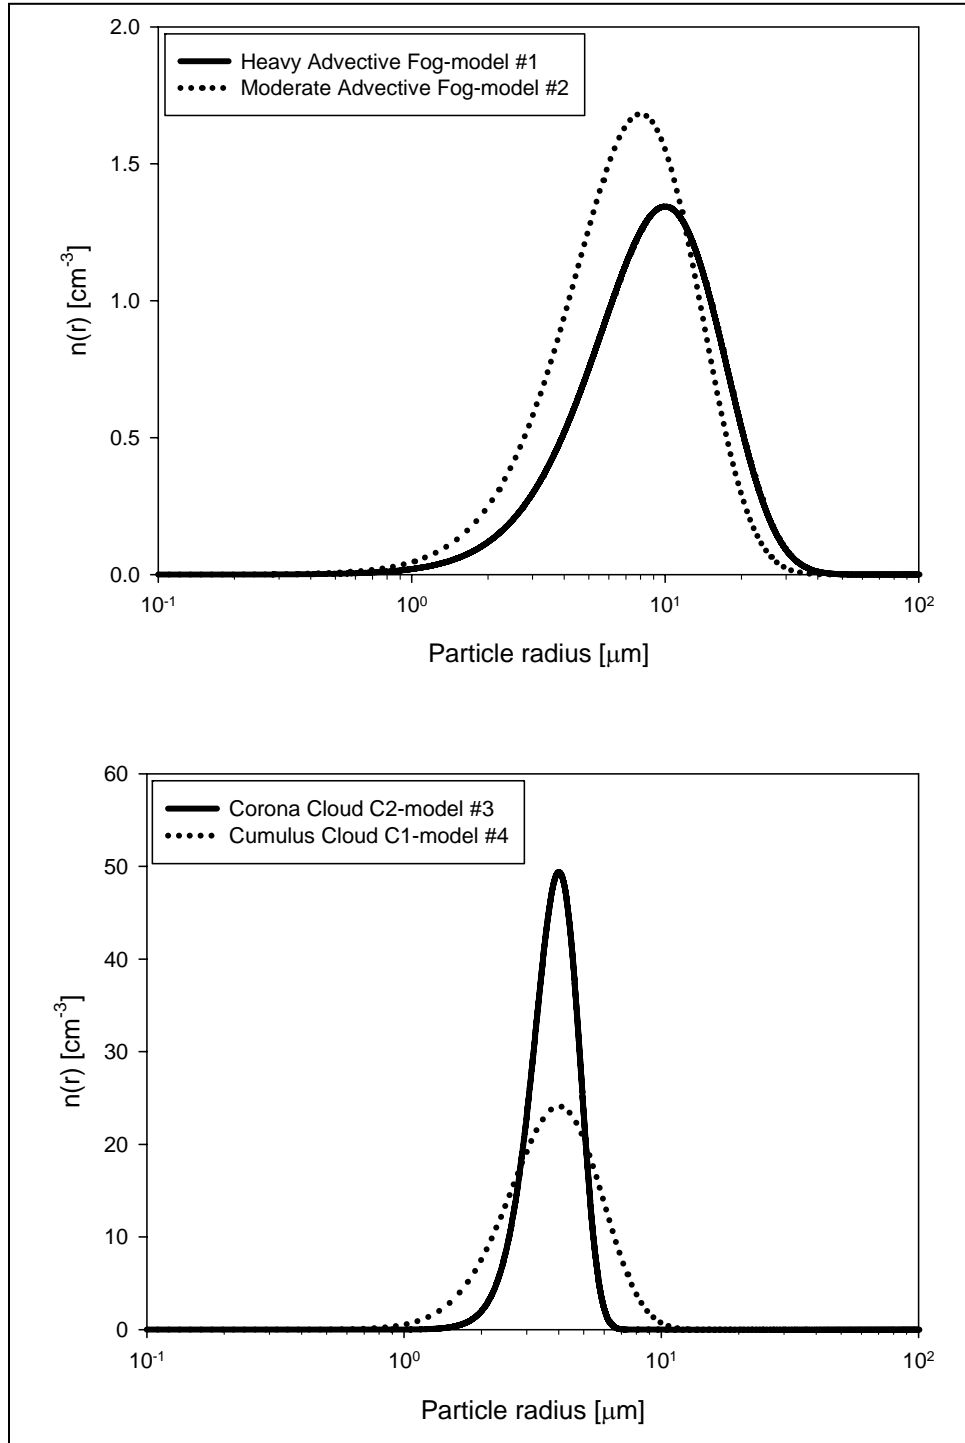 2.0
Heavy Advective Fog-model #1
Moderate Advective Fog-model #2
1.5
n(r) [cm⁻³]
1.0
0.5
0.0
10⁻¹ 10⁰ 10¹ 10²
Particle radius [μm]
60
Corona Cloud C2-model #3
Cumulus Cloud C1-model #4
50
40
n(r) [cm⁻³]
30
20
10
0
10⁻¹ 10⁰ 10¹ 10²
Particle radius [μm]